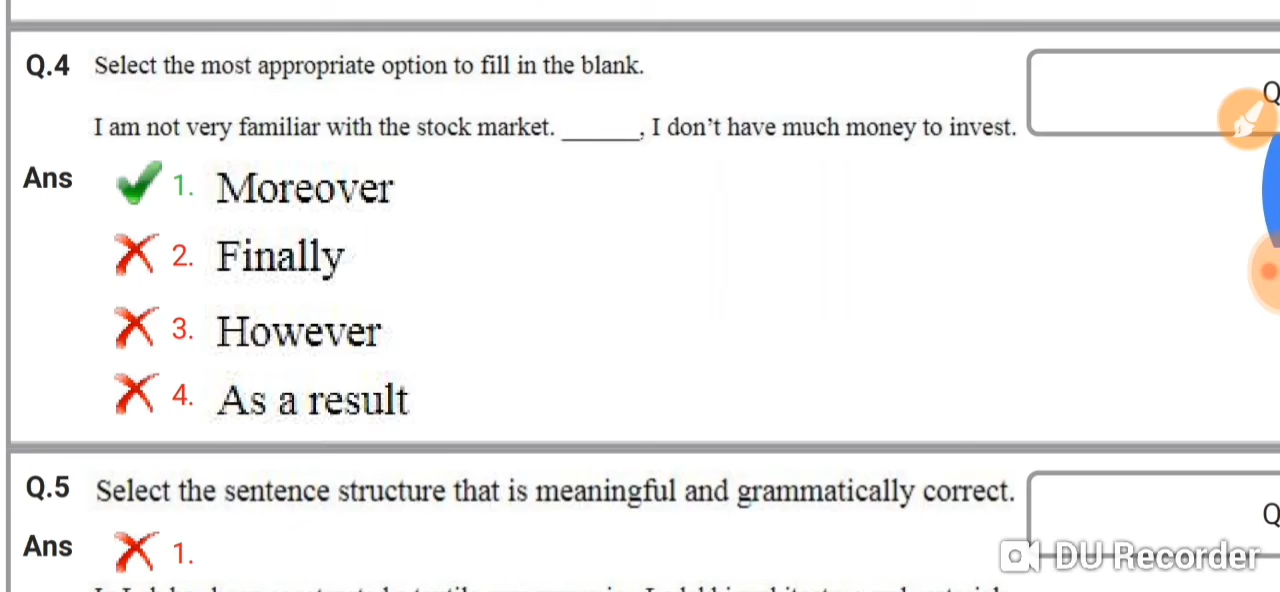 Q.4 Select the most appropriate option to fill in the blank.
I am not very familiar with the stock market. ______, I don't have much money to invest.
Ans
1. Moreover
2. Finally
3. However
4. As a result
Q.5 Select the sentence structure that is meaningful and grammatically correct.
Ans 1.
Q
Q
DU Recorder